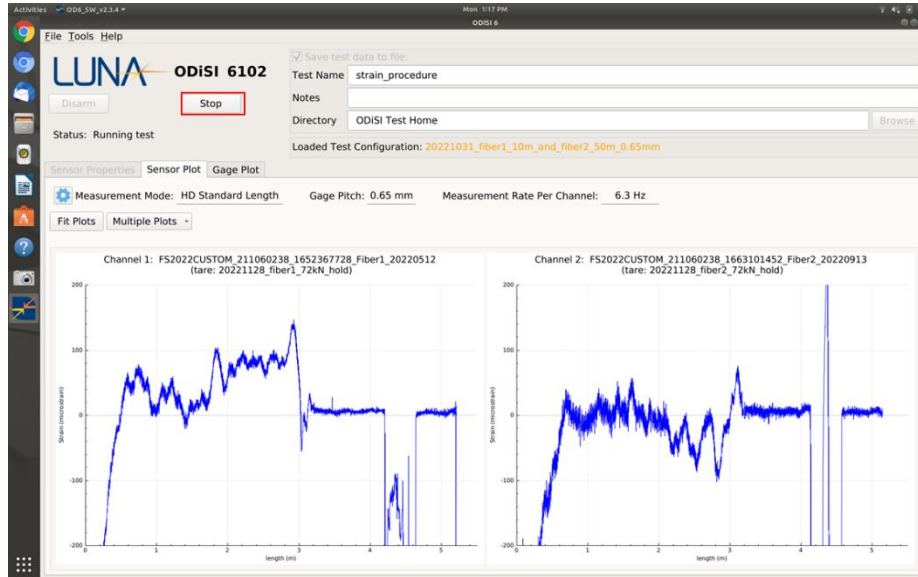 Activities OD6_SW_v2.3.4 Mon 1:17 PM
ODISI 6
File Tools Help
LUNA ODiSI 6102
Disarm Stop
Status: Running test
Save test data to file:
Test Name strain_procedure
Notes
Directory ODiSI Test Home Browse
Loaded Test Configuration: 20221031_fiber1_10m_and_fiber2_50m_0.65mm
Sensor Properties Sensor Plot Gage Plot
Measurement Mode: HD Standard Length Gage Pitch: 0.65 mm Measurement Rate Per Channel: 6.3 Hz
Fit Plots Multiple Plots
Channel 1: FS2022CUSTOM_211060238_1652367728_Fiber1_20220512
(tare: 20221128_fiber1_72kN_hold)
200
100
0
-100
-200
Strain (microstrain)
0 1 2 3 4 5
length (m)
Channel 2: FS2022CUSTOM_211060238_1663101452_Fiber2_20220913
(tare: 20221128_fiber2_72kN_hold)
200
100
0
-100
-200
Strain (microstrain)
0 1 2 3 4 5
length (m)